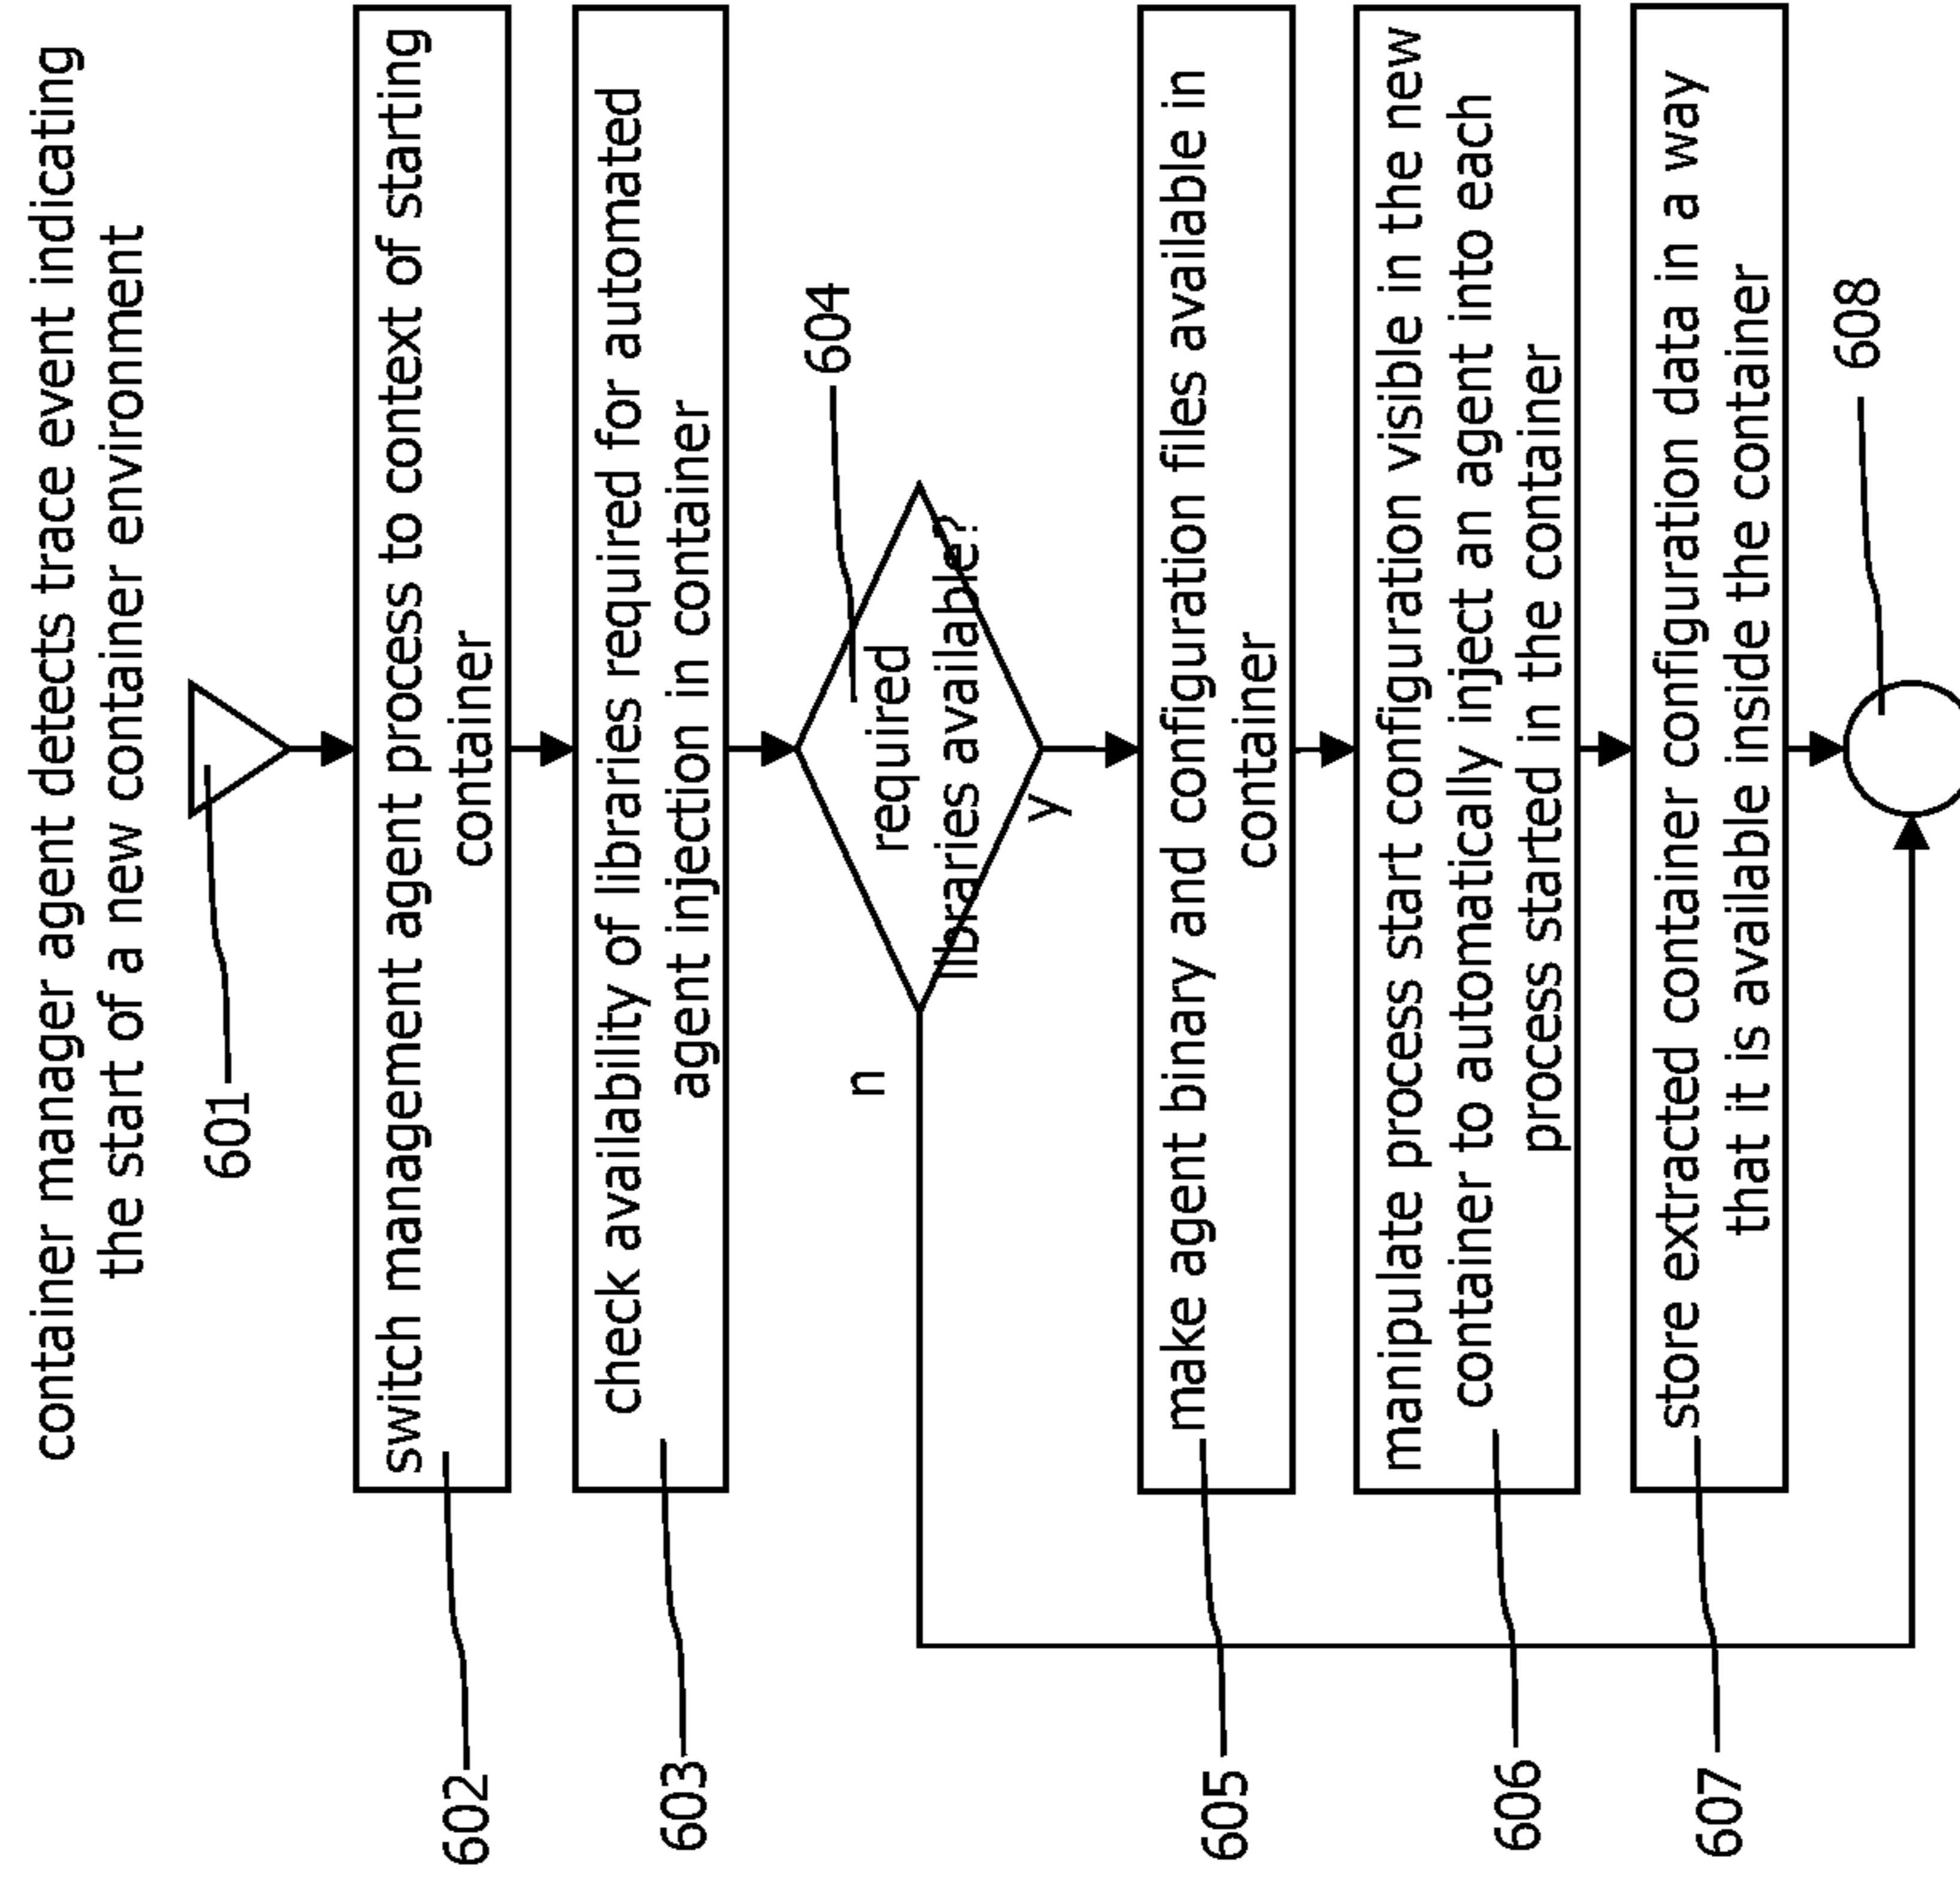 container manager agent detects trace event indicating
the start of a new container environment
601
switch management agent process to context of starting
container
602
check availability of libraries required for automated
agent injection in container
603
604
required
libraries available?
n
y
make agent binary and configuration files available in
container
605
manipulate process start configuration visible in the new
container to automatically inject an agent into each
process started in the container
606
store extracted container configuration data in a way
that it is available inside the container
607
608